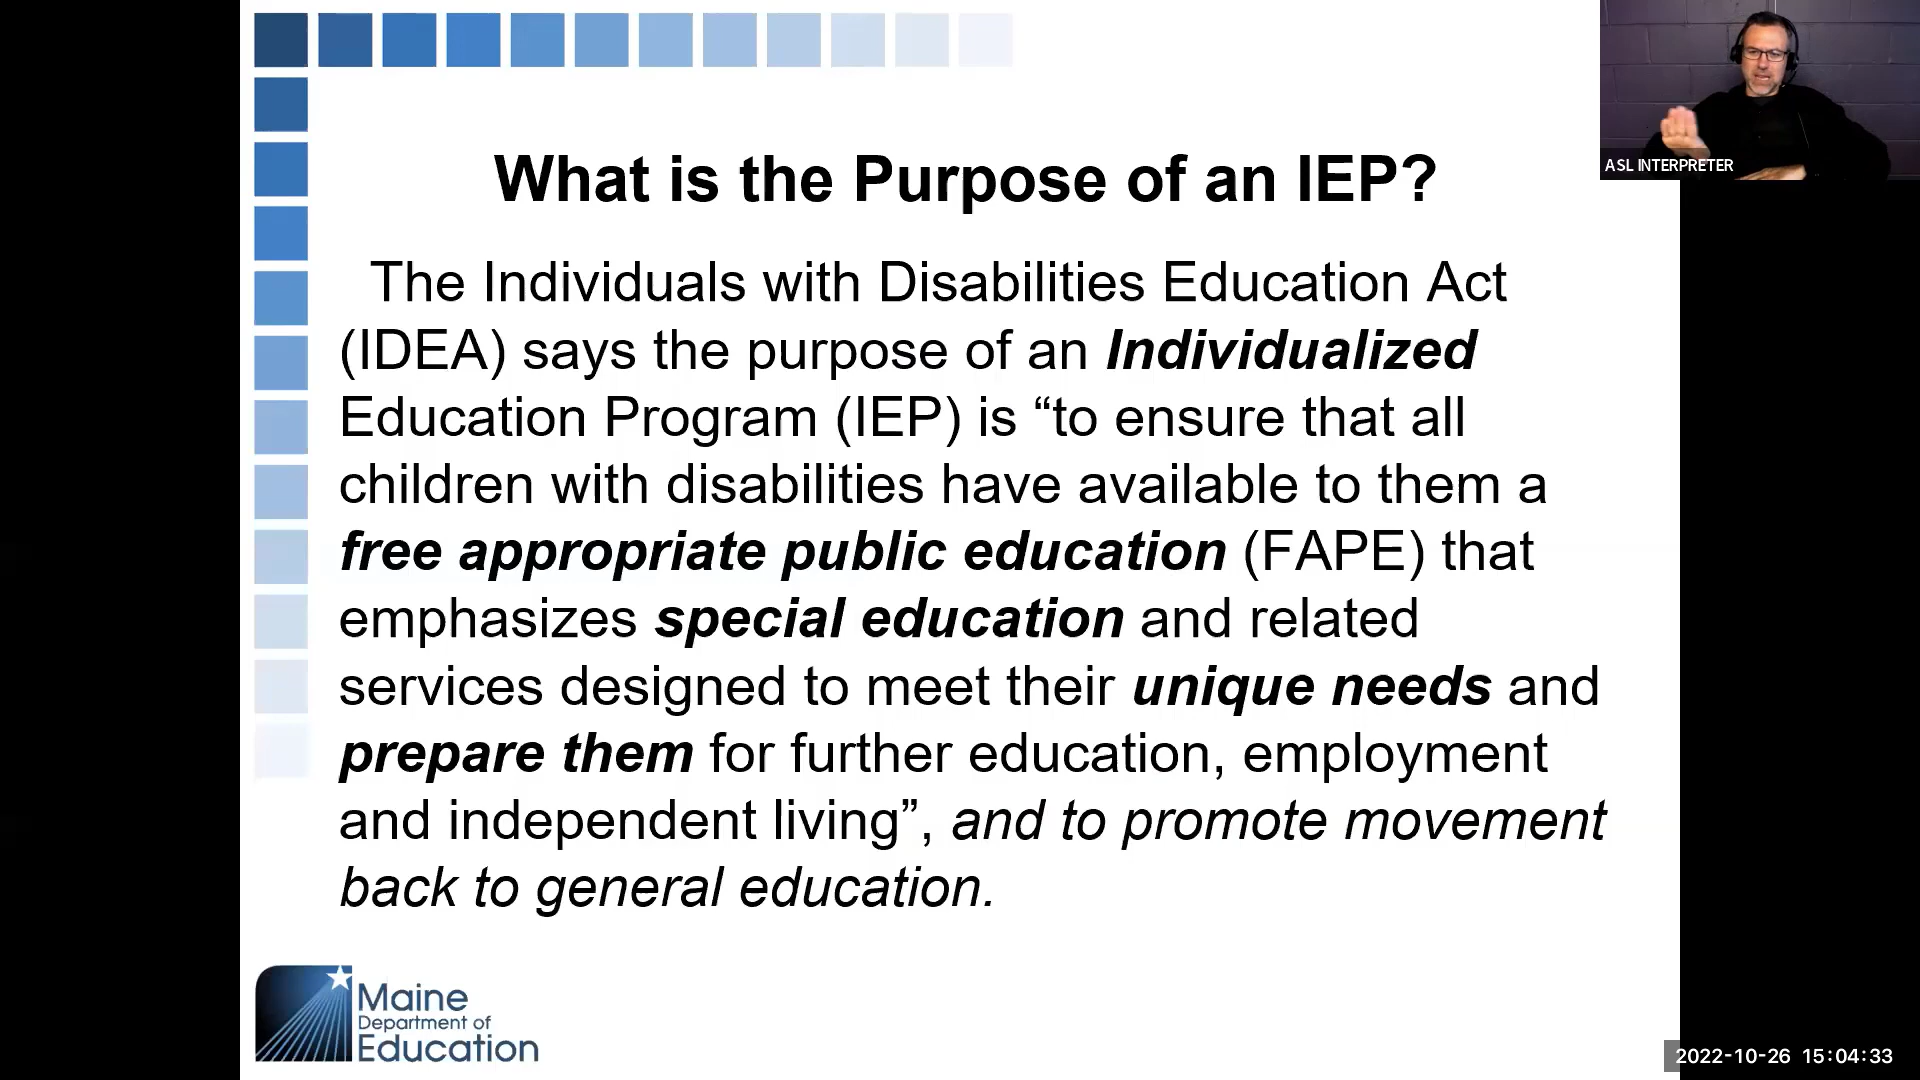 What is the Purpose of an IEP?
The Individuals with Disabilities Education Act
(IDEA) says the purpose of an Individualized
Education Program (IEP) is “to ensure that all
children with disabilities have available to them a
free appropriate public education (FAPE) that
emphasizes special education and related
services designed to meet their unique needs and
prepare them for further education, employment
and independent living”, and to promote movement
back to general education.
ASL INTERPRETER
Maine
Department of
Education
2022-10-26 15:04:33